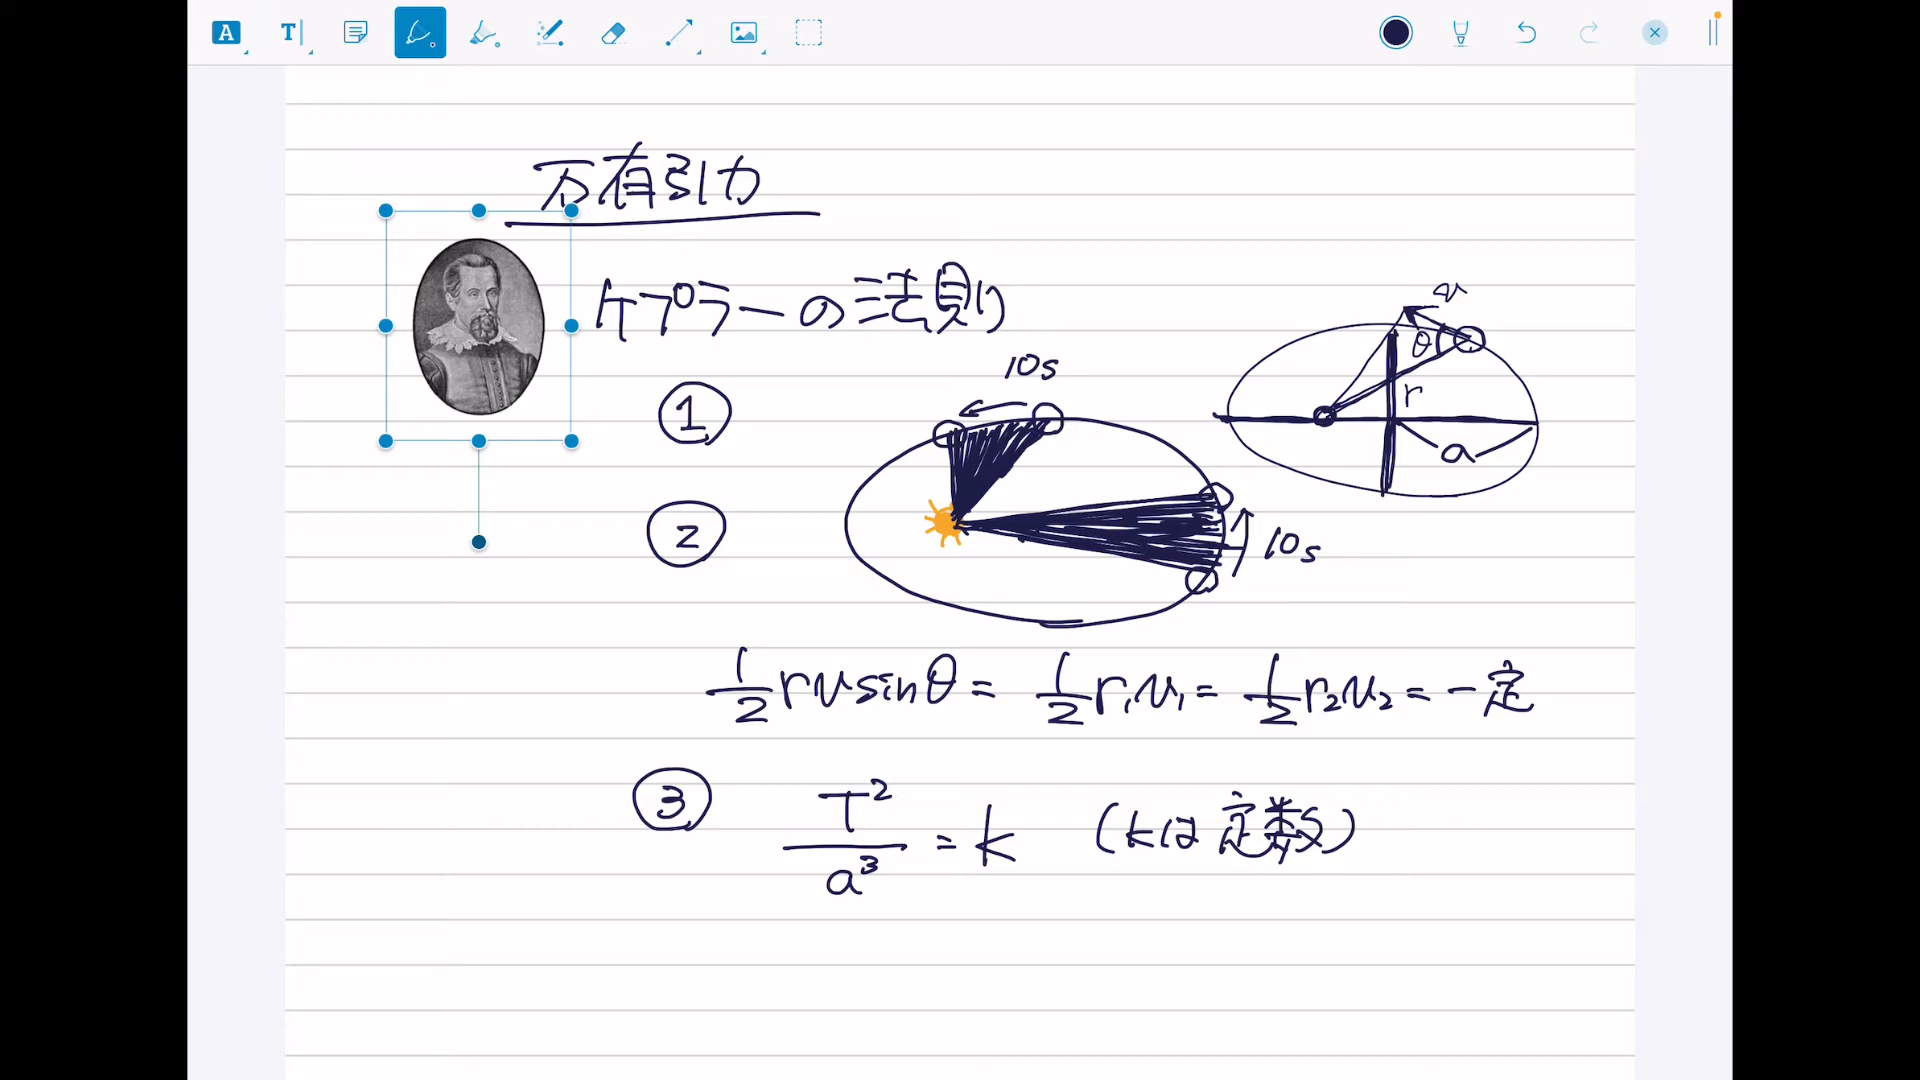 A
T
万有引力
ケプラーの法則
①
10s
v
θ
r
a
②
10s
1/2 rv sinθ = 1/2 r₁v₁ = 1/2 r₂v₂ = 一定
③ T²/a³ = k (kは定数)